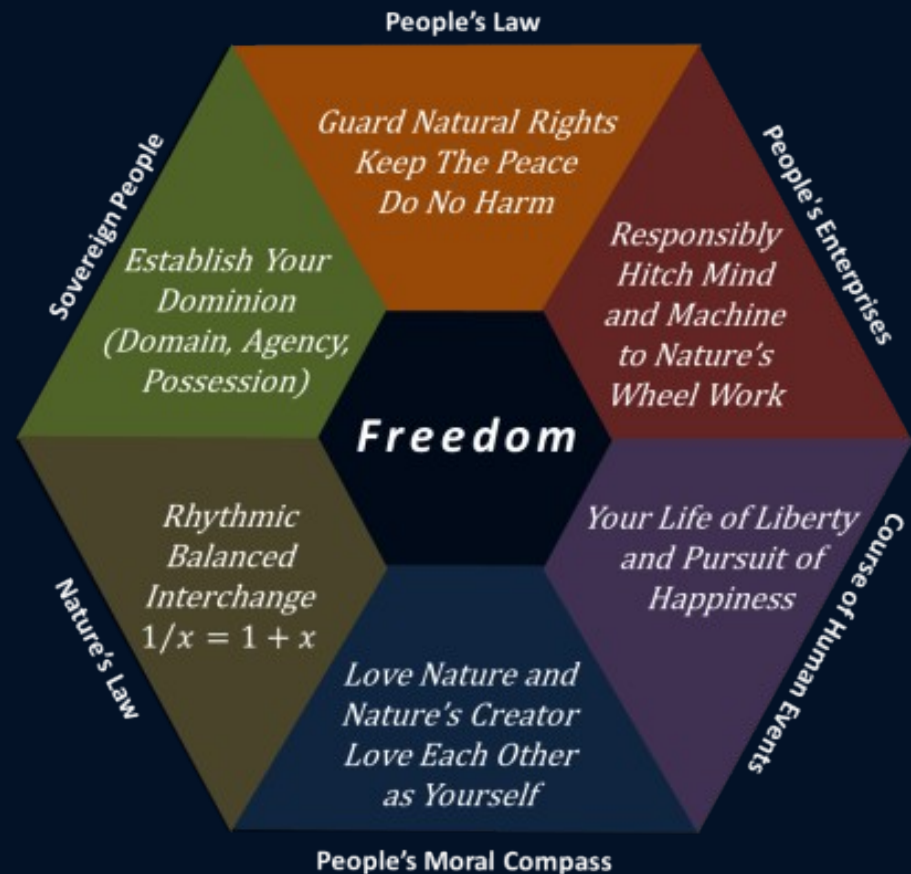 People's Law
Guard Natural Rights
Keep The Peace
Do No Harm
People's Enterprises
Responsibly
Hitch Mind
and Machine
to Nature's
Wheel Work
Course of Human Events
Your Life of Liberty
and Pursuit of
Happiness
People's Moral Compass
Love Nature and
Nature's Creator
Love Each Other
as Yourself
Nature's Law
Rhythmic
Balanced
Interchange
1/x = 1 + x
Sovereign People
Establish Your
Dominion
(Domain, Agency,
Possession)
Freedom